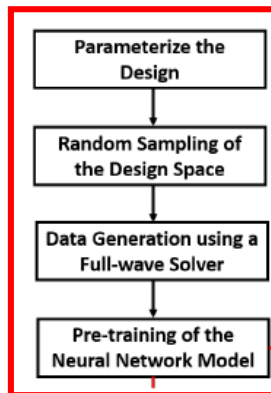 Parameterize the
Design
Random Sampling of
the Design Space
Data Generation using a
Full-wave Solver
Pre-training of the
Neural Network Model